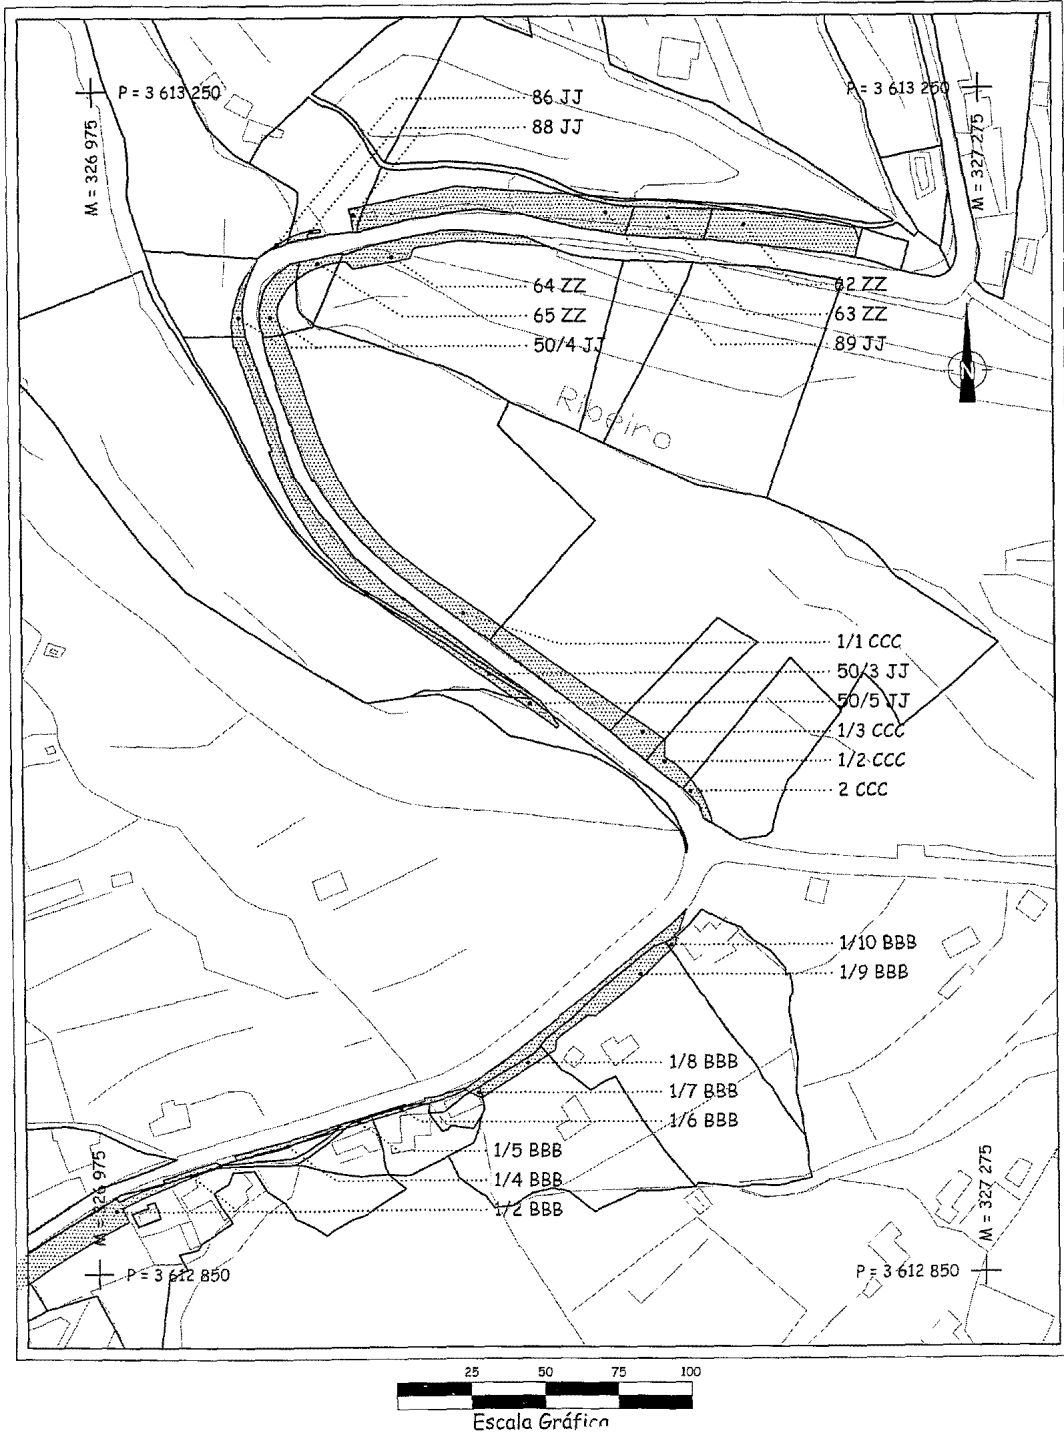 P = 3 613 250
M = 326 975
P = 3 613 250
M = 327 275
86 JJ
88 JJ
64 ZZ
65 ZZ
50/4 JJ
62 ZZ
63 ZZ
89 JJ
N
Ribeiro
1/1 CCC
50/3 JJ
50/5 JJ
1/3 CCC
1/2 CCC
2 CCC
1/10 BBB
1/9 BBB
1/8 BBB
1/7 BBB
1/6 BBB
1/5 BBB
1/4 BBB
1/2 BBB
M = 326 975
P = 3 612 850
M = 327 275
P = 3 612 850
25 50 75 100
Escala Gráfica